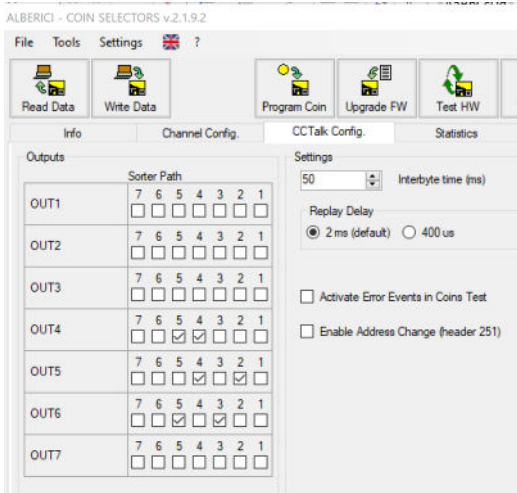 ALBERICI - COIN SELECTORS v.2.1.9.2
File Tools Settings ?
Read Data Write Data Program Coin Upgrade FW Test HW
Info Channel Config. CCTalk Config. Statistics
Outputs
Sorter Path
OUT1 7 6 5 4 3 2 1
OUT2 7 6 5 4 3 2 1
OUT3 7 6 5 4 3 2 1
OUT4 7 6 5 4 3 2 1
OUT5 7 6 5 4 3 2 1
OUT6 7 6 5 4 3 2 1
OUT7 7 6 5 4 3 2 1
Settings
50 Interbyte time (ms)
Replay Delay
2 ms (default) 400 us
Activate Error Events in Coins Test
Enable Address Change (header 251)